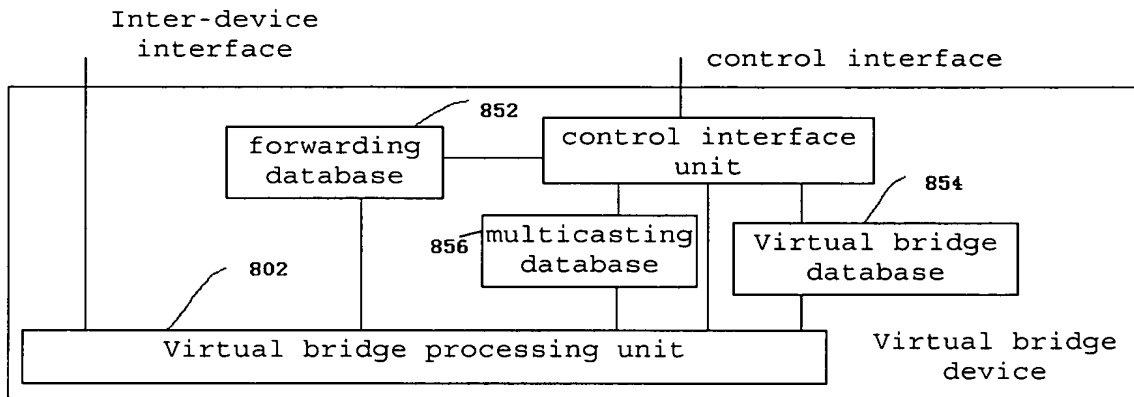 Inter-device
interface
control interface
852
forwarding
database
control interface
unit
854
856
multicasting
database
Virtual bridge
database
802
Virtual bridge processing unit
Virtual bridge
device